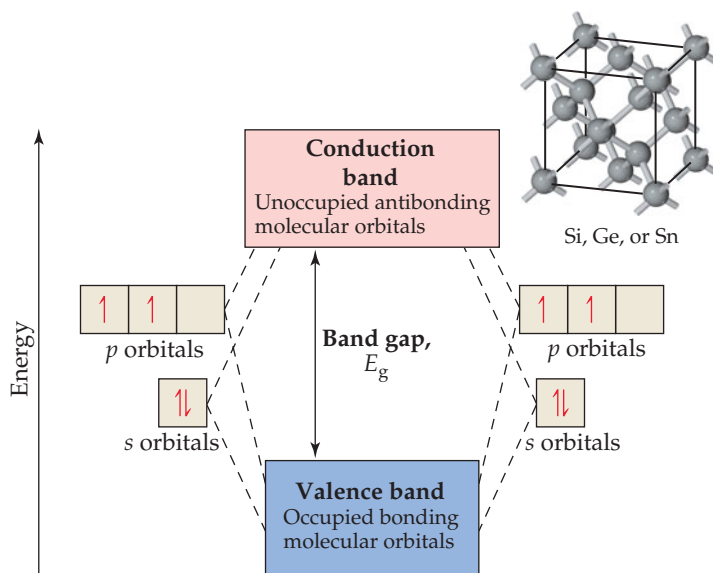 Conduction
band
Unoccupied antibonding
molecular orbitals
Si, Ge, or Sn
Energy
p orbitals
Band gap,
Eg
p orbitals
s orbitals
s orbitals
Valence band
Occupied bonding
molecular orbitals